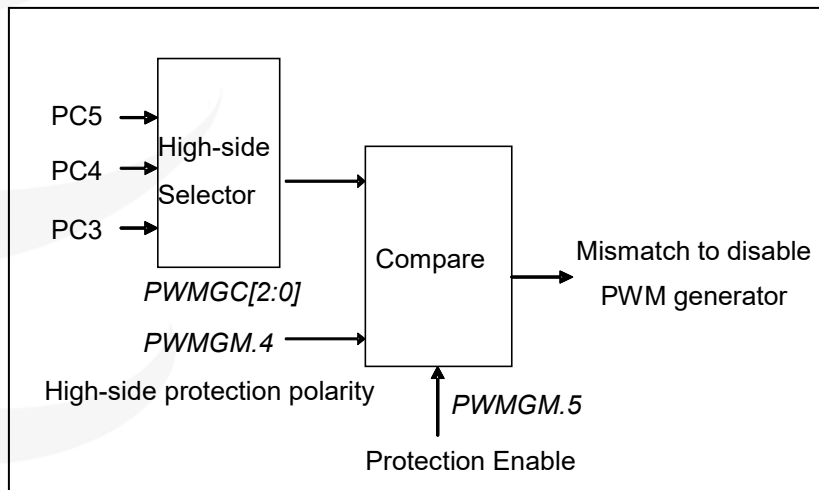 PC5
PC4
PC3
High-side
Selector
PWMGC[2:0]
PWMGM.4
High-side protection polarity
Compare
PWMGM.5
Protection Enable
Mismatch to disable
PWM generator